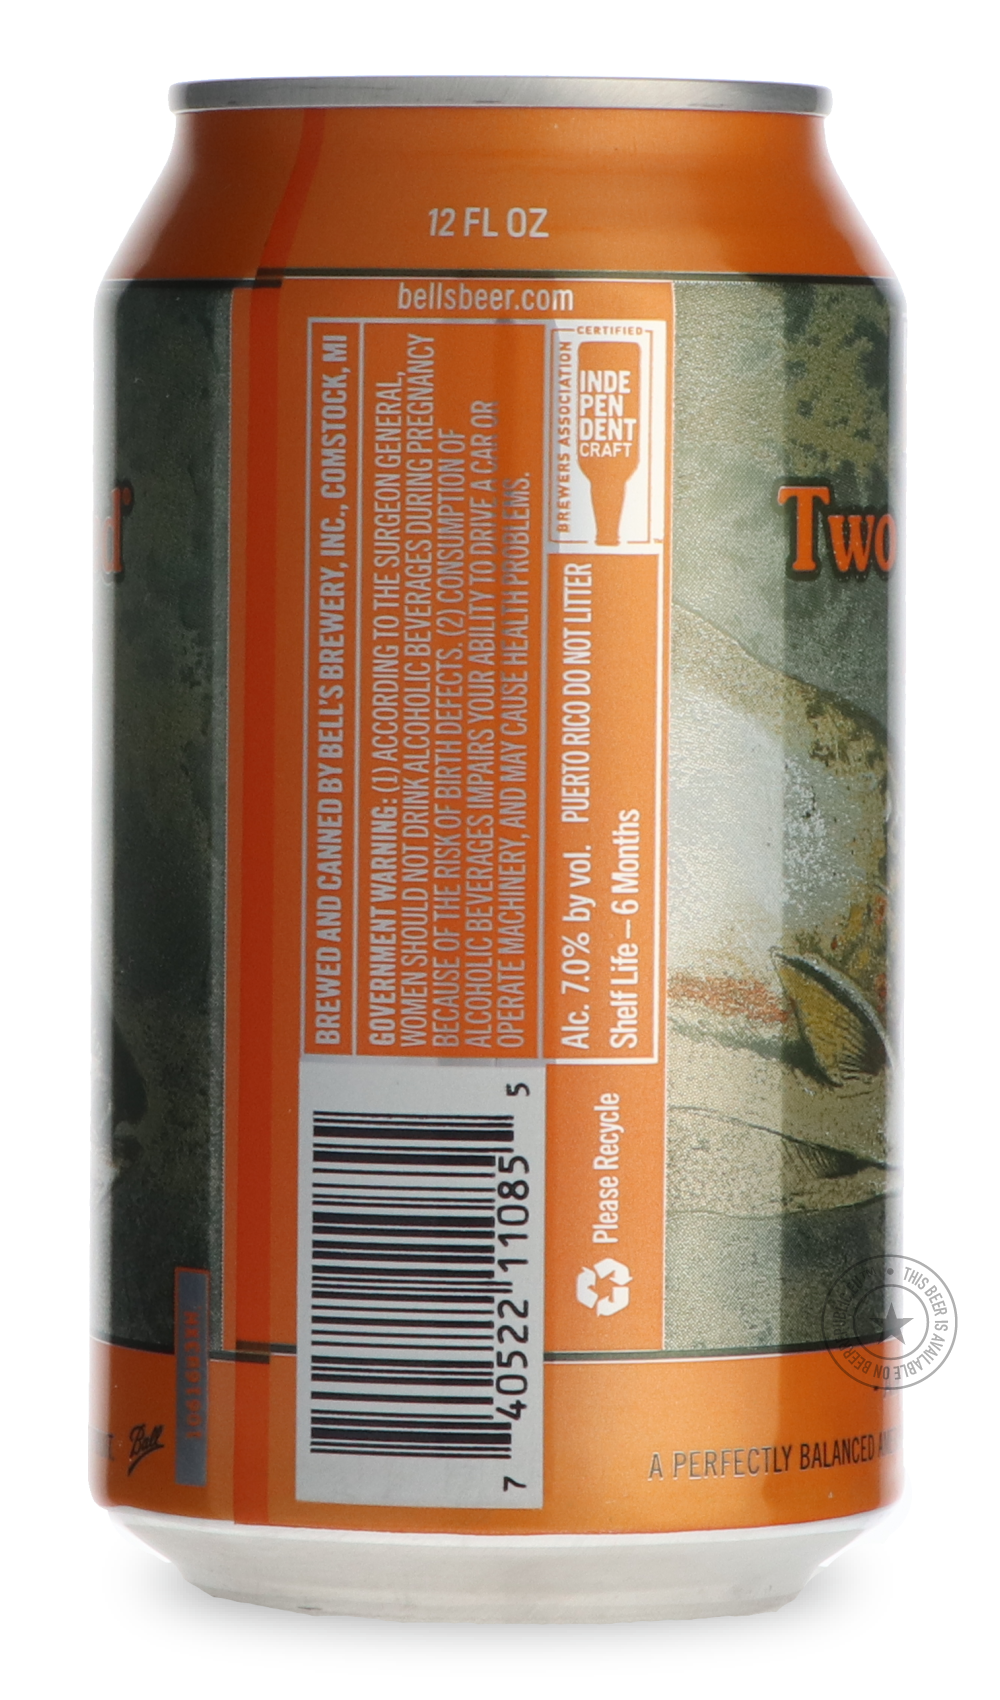 12 FL OZ
bellsbeer.com
BREWED AND CANNED BY BELL'S BREWERY, INC., COMSTOCK, MI
GOVERNMENT WARNING: (1) ACCORDING TO THE SURGEON GENERAL,
WOMEN SHOULD NOT DRINK ALCOHOLIC BEVERAGES DURING PREGNANCY
BECAUSE OF THE RISK OF BIRTH DEFECTS. (2) CONSUMPTION OF
ALCOHOLIC BEVERAGES IMPAIRS YOUR ABILITY TO DRIVE A CAR OR
OPERATE MACHINERY, AND MAY CAUSE HEALTH PROBLEMS.
Alc. 7.0% by vol. PUERTO RICO DO NOT LITTER
Shelf Life – 6 Months
BREWERS ASSOCIATION
CERTIFIED
INDE
PEN
DENT
CRAFT
Please Recycle
7 40522 11085 5
Two
Ball
A PERFECTLY BALANCED
THIS BEER IS AVAILABLE ON BEER